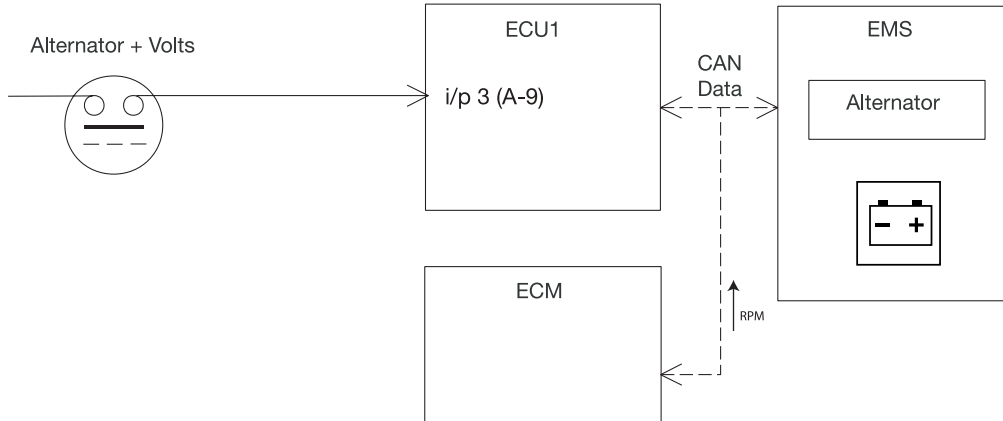 Alternator + Volts
ECU1
i/p 3 (A-9)
CAN
Data
EMS
Alternator
ECM
RPM